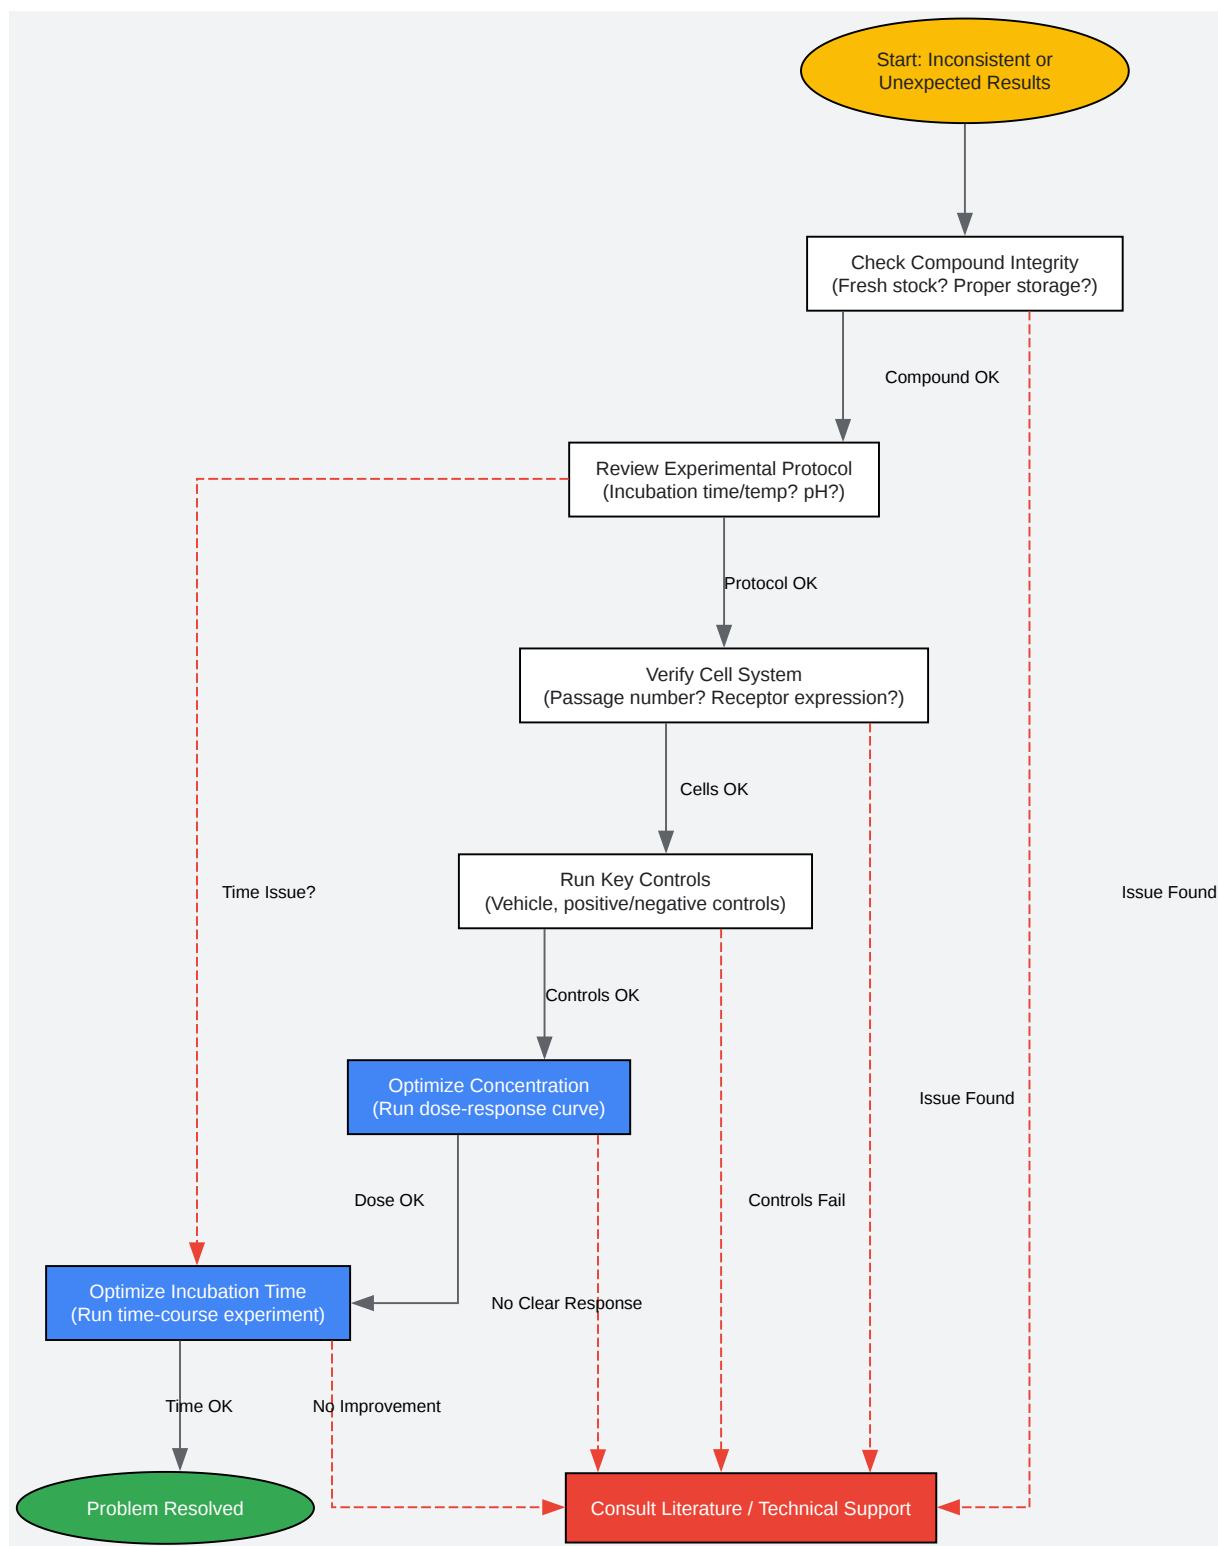 Start: Inconsistent or
Unexpected Results
Check Compound Integrity
(Fresh stock? Proper storage?)
Compound OK
Review Experimental Protocol
(Incubation time/temp? pH?)
Protocol OK
Verify Cell System
(Passage number? Receptor expression?)
Cells OK
Run Key Controls
(Vehicle, positive/negative controls)
Time Issue?
Issue Found
Controls OK
Optimize Concentration
(Run dose-response curve)
Issue Found
Dose OK
Controls Fail
Optimize Incubation Time
(Run time-course experiment)
No Clear Response
Time OK
No Improvement
Problem Resolved
Consult Literature / Technical Support